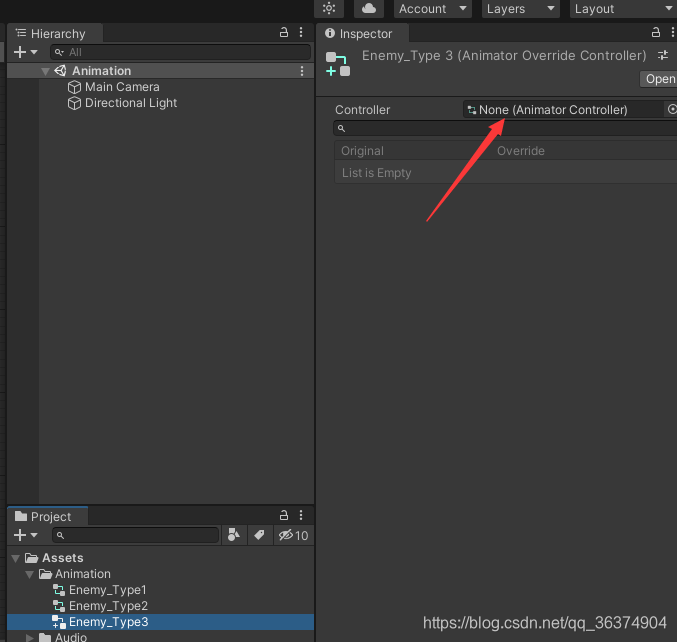 Account Layers Layout
Hierarchy
All
Animation
Main Camera
Directional Light
Inspector
Enemy_Type 3 (Animator Override Controller)
Open
Controller None (Animator Controller)
Original Override
List is Empty
Project
10
Assets
Animation
Enemy_Type1
Enemy_Type2
Enemy_Type3
Audio
https://blog.csdn.net/qq_36374904